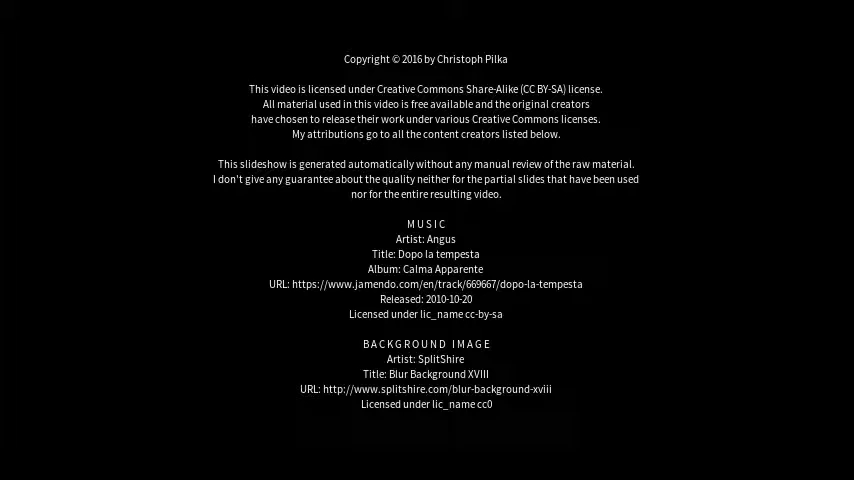 Copyright © 2016 by Christoph Pilka
This video is licensed under Creative Commons Share-Alike (CC BY-SA) license.
All material used in this video is free available and the original creators
have chosen to release their work under various Creative Commons licenses.
My attributions go to all the content creators listed below.
This slideshow is generated automatically without any manual review of the raw material.
I don't give any guarantee about the quality neither for the partial slides that have been used
nor for the entire resulting video.
MUSIC
Artist: Angus
Title: Dopo la tempesta
Album: Calma Apparente
URL: https://www.jamendo.com/en/track/669667/dopo-la-tempesta
Released: 2010-10-20
Licensed under lic_name cc-by-sa
BACKGROUND IMAGE
Artist: SplitShire
Title: Blur Background XVIII
URL: http://www.splitshire.com/blur-background-xviii
Licensed under lic_name cc0